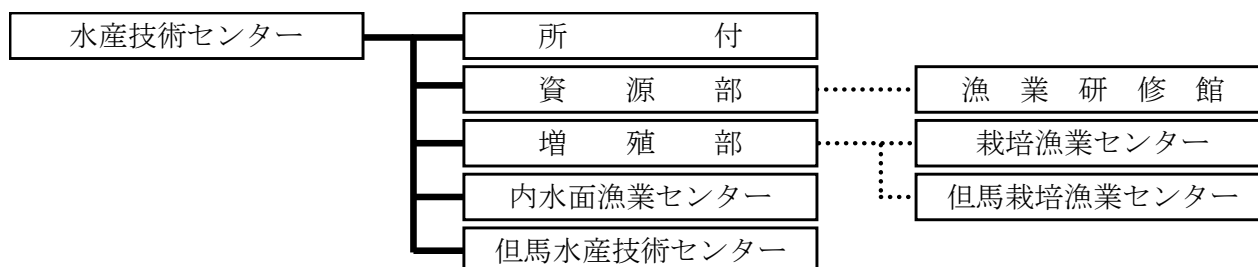 水産技術センター
所付
資源部
漁業研修館
増殖部
栽培漁業センター
内水面漁業センター
但馬栽培漁業センター
但馬水産技術センター